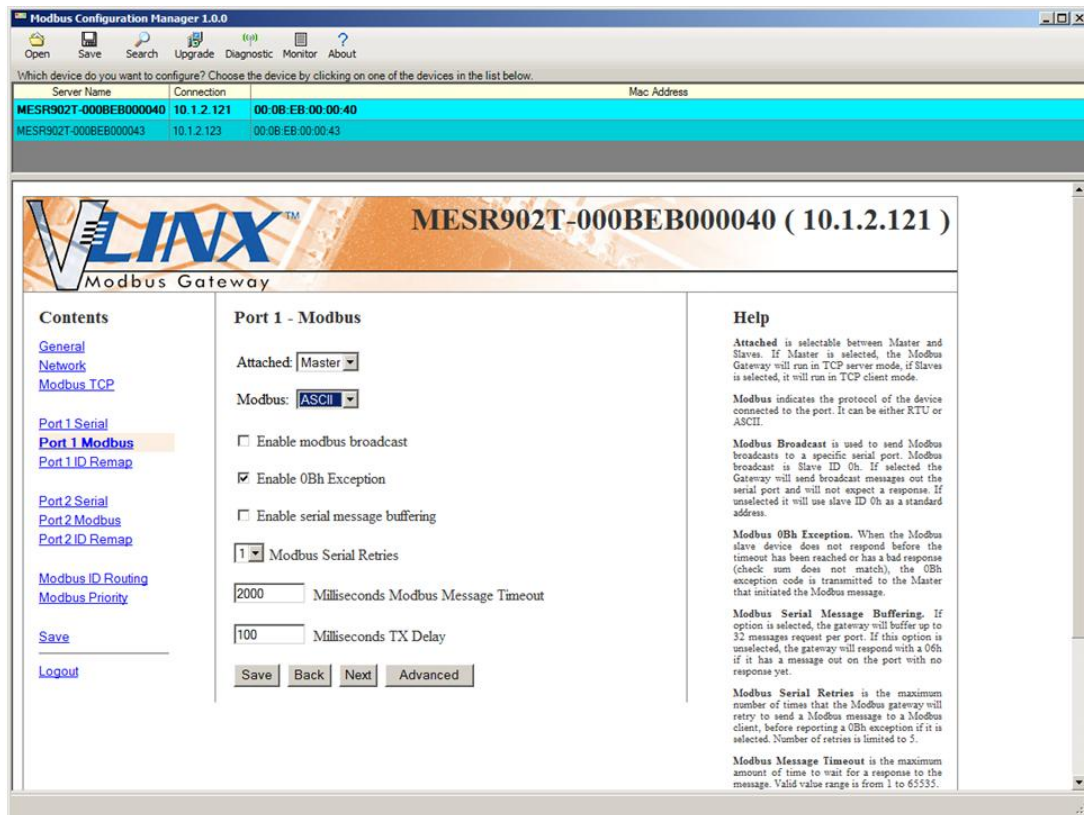 Modbus Configuration Manager 1.0.0
Open Save Search Upgrade Diagnostic Monitor About
Which device do you want to configure? Choose the device by clicking on one of the devices in the list below.
Server Name Connection Mac Address
MESR902T-000BEB000040 10.1.2.121 00:0B:EB:00:00:40
MESR902T-000BEB000043 10.1.2.123 00:0B:EB:00:00:43
VLINX™
Modbus Gateway
MESR902T-000BEB000040 ( 10.1.2.121 )
Contents
General
Network
Modbus TCP
Port 1 Serial
Port 1 Modbus
Port 1 ID Remap
Port 2 Serial
Port 2 Modbus
Port 2 ID Remap
Modbus ID Routing
Modbus Priority
Save
Logout
Port 1 - Modbus
Attached: Master
Modbus: ASCII
Enable modbus broadcast
Enable 0Bh Exception
Enable serial message buffering
1 Modbus Serial Retries
2000 Milliseconds Modbus Message Timeout
100 Milliseconds TX Delay
Save Back Next Advanced
Help
Attached is selectable between Master and
Slaves. If Master is selected, the Modbus
Gateway will run in TCP server mode, if Slaves
is selected, it will run in TCP client mode.
Modbus indicates the protocol of the device
connected to the port. It can be either RTU or
ASCII.
Modbus Broadcast is used to send Modbus
broadcasts to a specific serial port. Modbus
broadcast is Slave ID 0h. If selected the
Gateway will send broadcast messages out the
serial port and will not expect a response. If
unselected it will use slave ID 0h as a standard
address.
Modbus 0Bh Exception. When the Modbus
slave device does not respond before the
timeout has been reached or has a bad response
(check sum does not match), the 0Bh
exception code is transmitted to the Master
that initiated the Modbus message.
Modbus Serial Message Buffering. If
option is selected, the gateway will buffer up to
32 messages request per port. If this option is
unselected, the gateway will respond with a 06h
if it has a message out on the port with no
response yet.
Modbus Serial Retries is the maximum
number of times that the Modbus gateway will
retry to send a Modbus message to a Modbus
client, before reporting a 0Bh exception if it is
selected. Number of retries is limited to 5.
Modbus Message Timeout is the maximum
amount of time to wait for a response to the
message. Valid value range is from 1 to 65535.